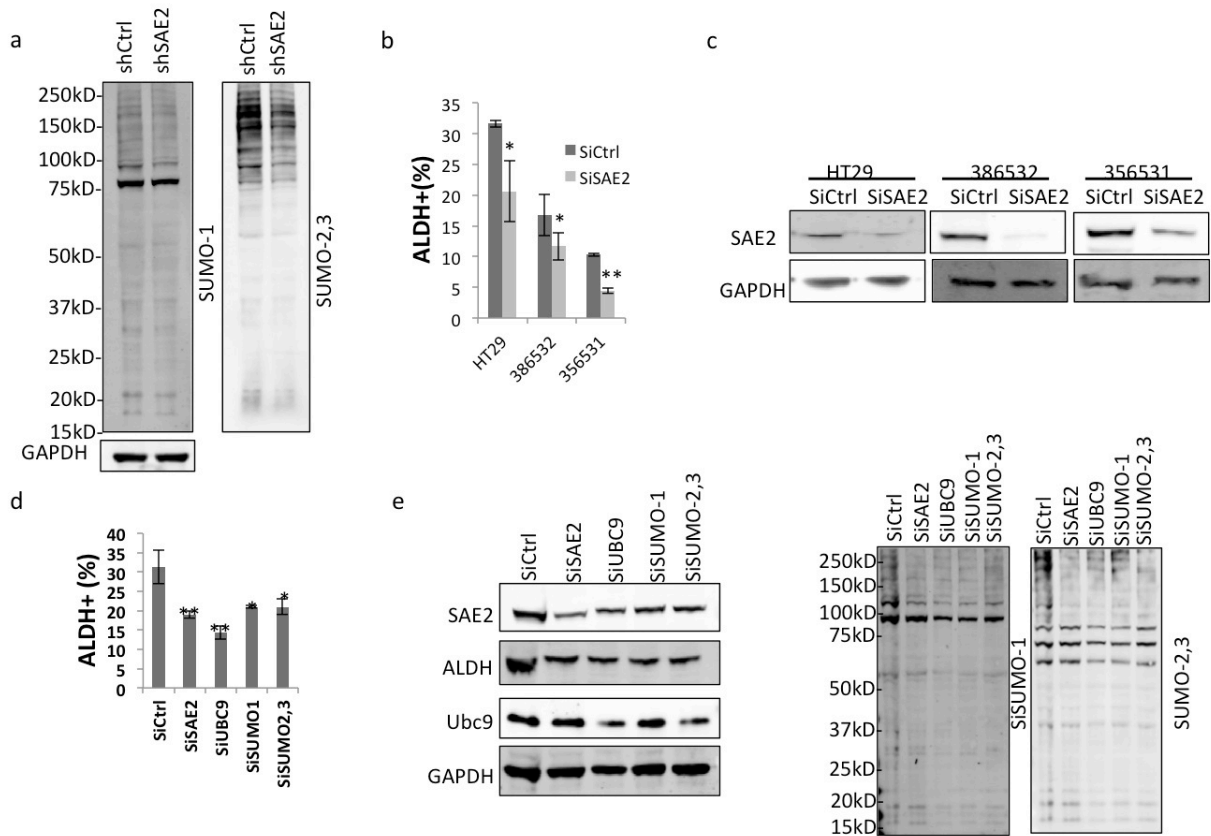 a
shCtrl
shSAE2
shCtrl
shSAE2
250kD-
150kD-
100kD-
75kD-
50kD-
37kD-
25kD-
20kD-
15kD-
SUMO-1
SUMO-2,3
GAPDH
b
ALDH+(%)
35
30
25
20
15
10
5
0
SiCtrl
SiSAE2
*
*
**
HT29
386532
356531
c
HT29
386532
356531
SiCtrl SiSAE2
SiCtrl SiSAE2
SiCtrl SiSAE2
SAE2
GAPDH
d
ALDH+ (%)
40
35
30
25
20
15
10
5
0
**
**
*
*
SiCtrl
SiSAE2
SiUBC9
SiSUMO1
SiSUMO2,3
e
SiCtrl
SiSAE2
SiUBC9
SiSUMO-1
SiSUMO-2,3
SAE2
ALDH
Ubc9
GAPDH
SiCtrl
SiSAE2
SiUBC9
SiSUMO-1
SiSUMO-2,3
SiCtrl
SiSAE2
SiUBC9
SiSUMO-1
SiSUMO-2,3
250kD
150kD
100kD
75kD
50kD
37kD
25kD
20kD
15kD
SiSUMO-1
SUMO-2,3